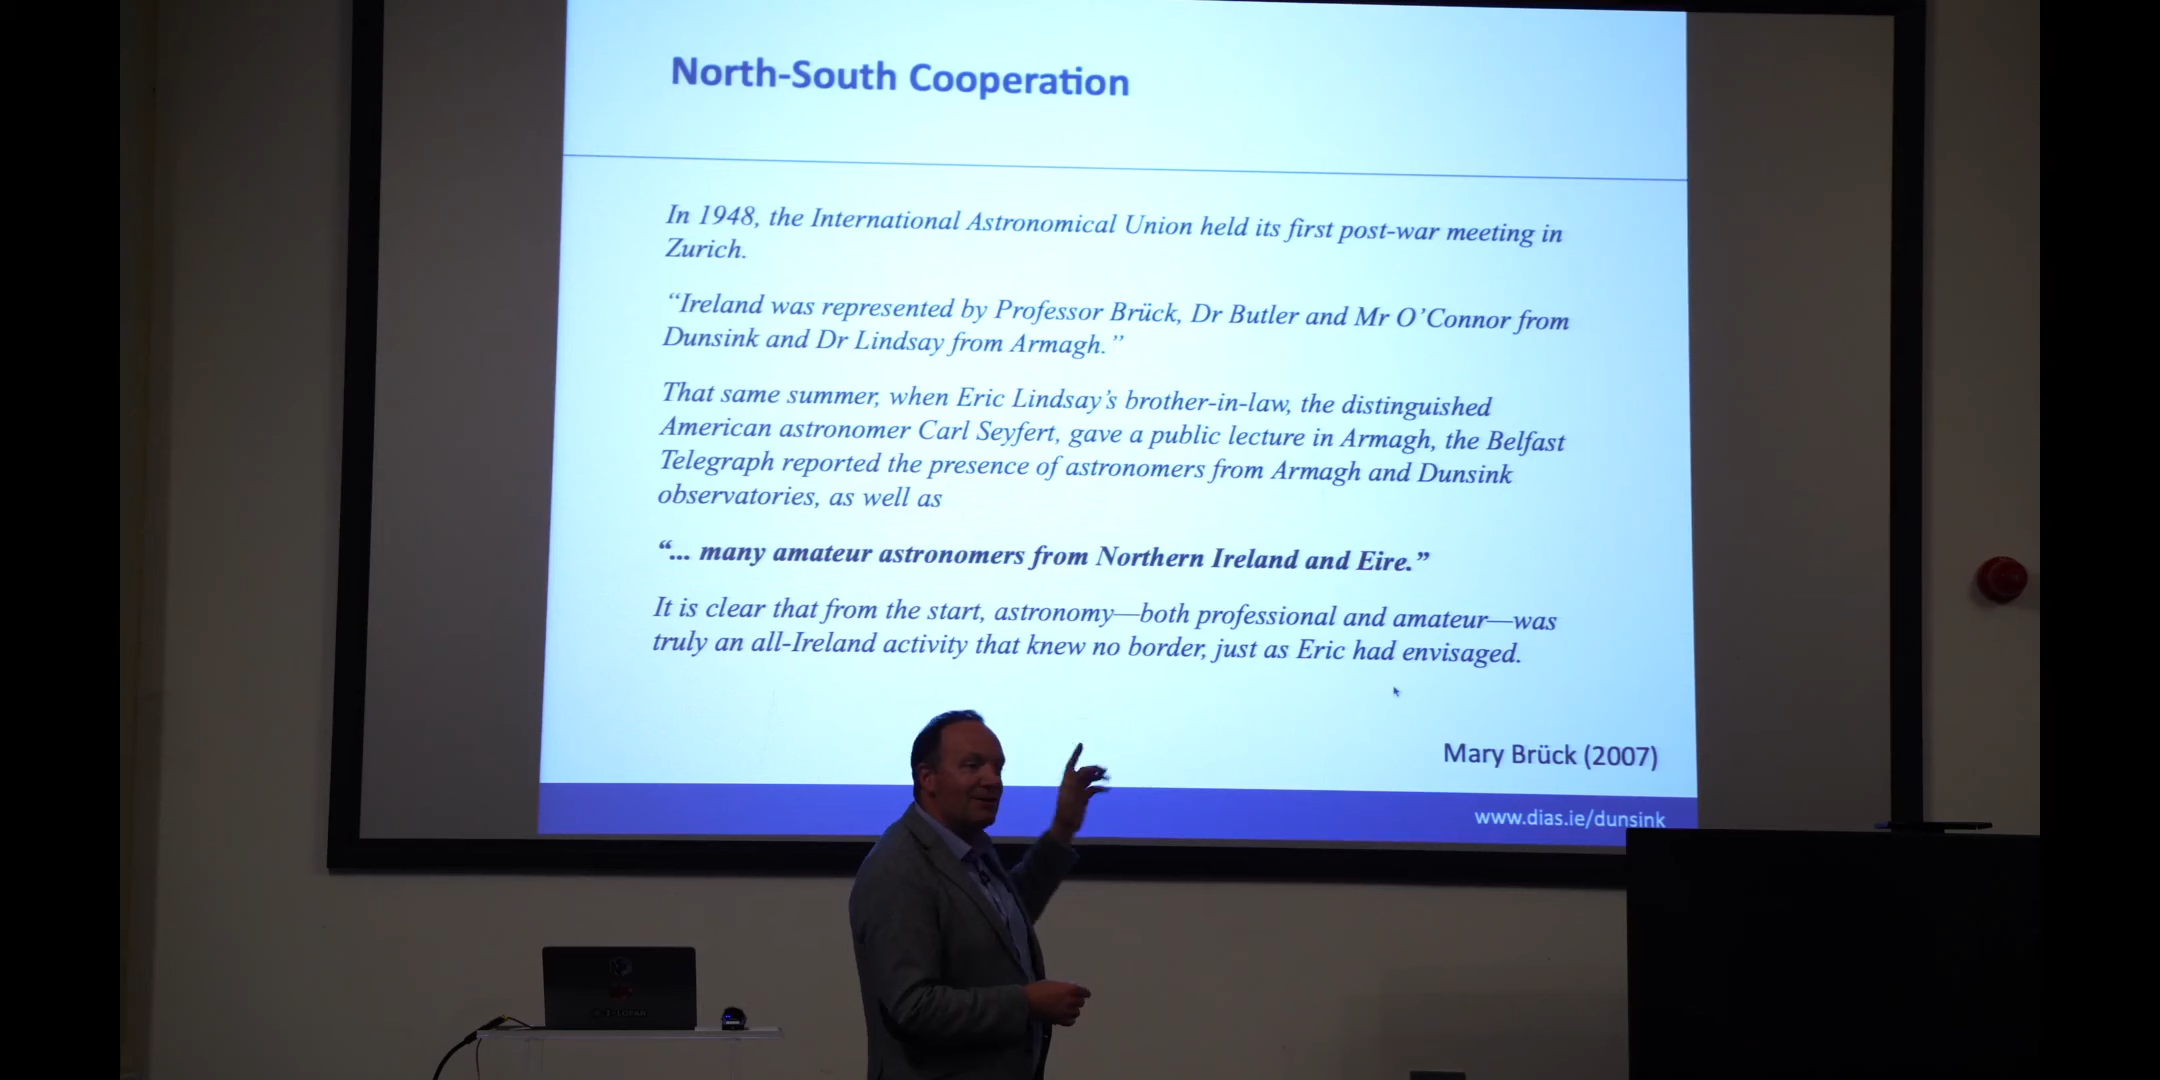 North-South Cooperation
In 1948, the International Astronomical Union held its first post-war meeting in
Zurich.
“Ireland was represented by Professor Brück, Dr Butler and Mr O’Connor from
Dunsink and Dr Lindsay from Armagh.”
That same summer, when Eric Lindsay’s brother-in-law, the distinguished
American astronomer Carl Seyfert, gave a public lecture in Armagh, the Belfast
Telegraph reported the presence of astronomers from Armagh and Dunsink
observatories, as well as
“... many amateur astronomers from Northern Ireland and Eire.”
It is clear that from the start, astronomy—both professional and amateur—was
truly an all-Ireland activity that knew no border, just as Eric had envisaged.
Mary Brück (2007)
www.dias.ie/dunsink